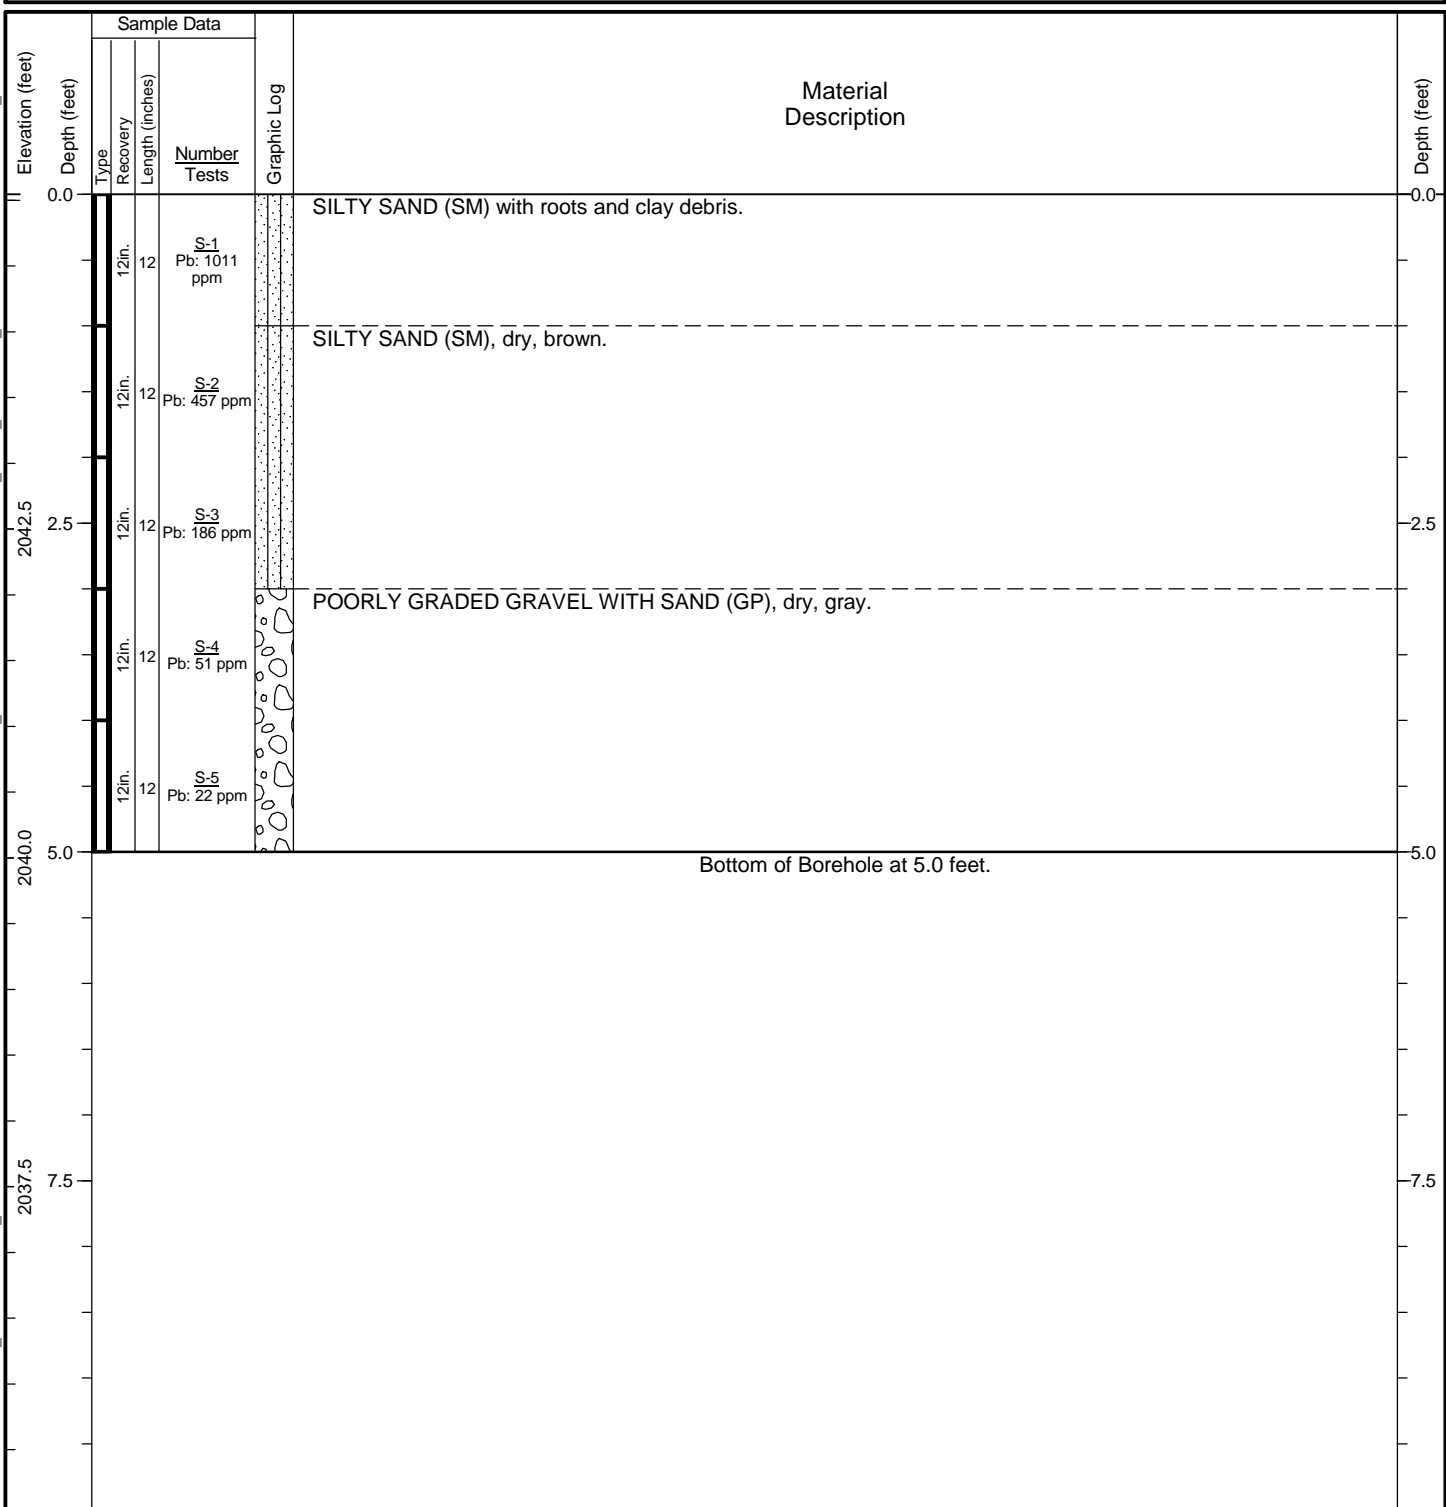 Sample Data
Elevation (feet)
Depth (feet)
Type
Recovery
Length (inches)
Number
Tests
Graphic Log
Material
Description
Depth (feet)
0.0
0.0
SILTY SAND (SM) with roots and clay debris.
12in.
12
S-1
Pb: 1011
ppm
SILTY SAND (SM), dry, brown.
12in.
12
S-2
Pb: 457 ppm
2042.5
2.5
12in.
12
S-3
Pb: 186 ppm
2.5
POORLY GRADED GRAVEL WITH SAND (GP), dry, gray.
12in.
12
S-4
Pb: 51 ppm
12in.
12
S-5
Pb: 22 ppm
2040.0
5.0
5.0
Bottom of Borehole at 5.0 feet.
2037.5
7.5
7.5